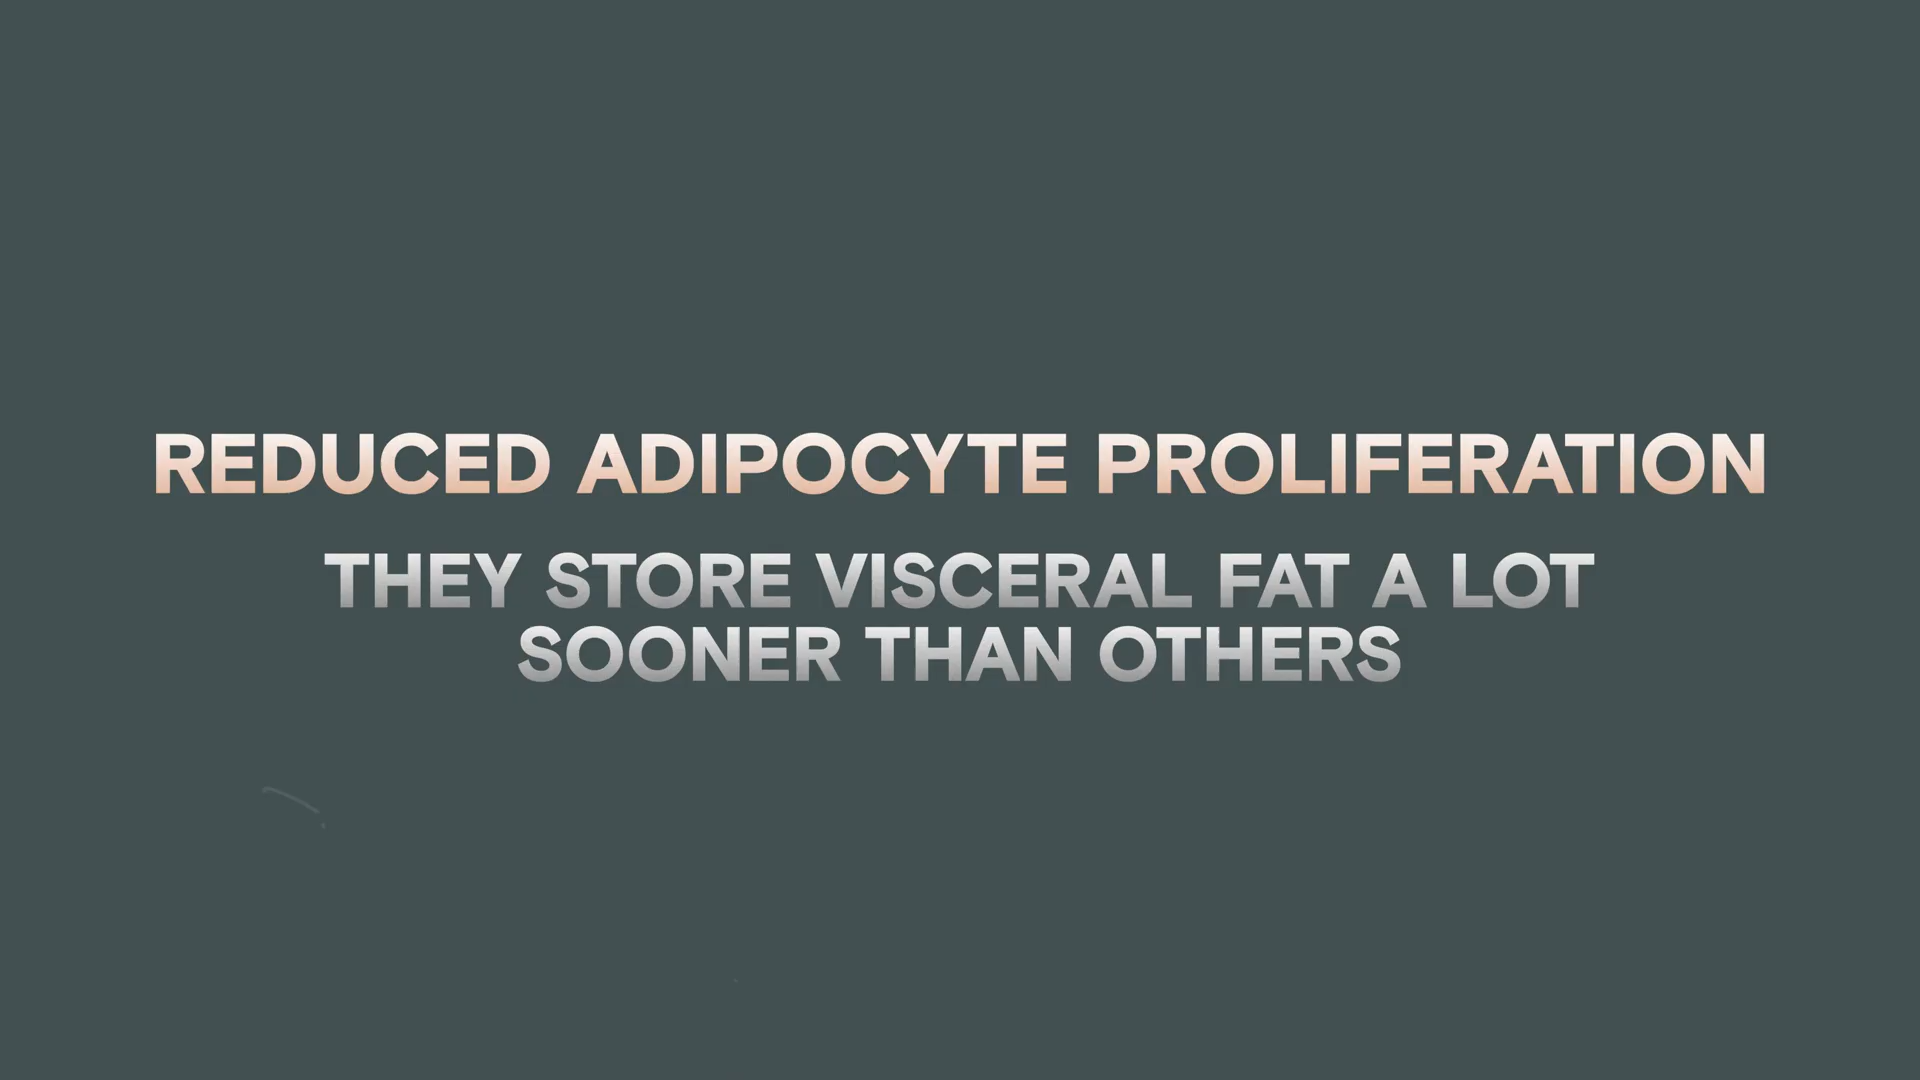 REDUCED ADIPOCYTE PROLIFERATION
THEY STORE VISCERAL FAT A LOT
SOONER THAN OTHERS